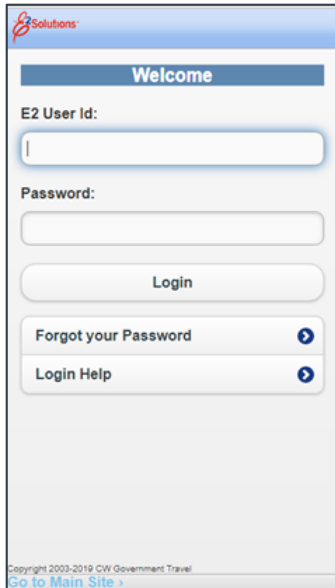 E2 Solutions
Welcome
E2 User Id:
Password:
Login
Forgot your Password
Login Help
Copyright 2003-2019 CW Government Travel
Go to Main Site ›